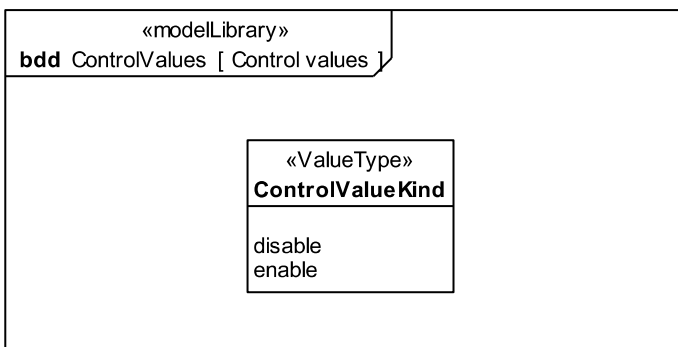 «modelLibrary»
bdd ControlValues [ Control values ]
«ValueType»
ControlValueKind
disable
enable